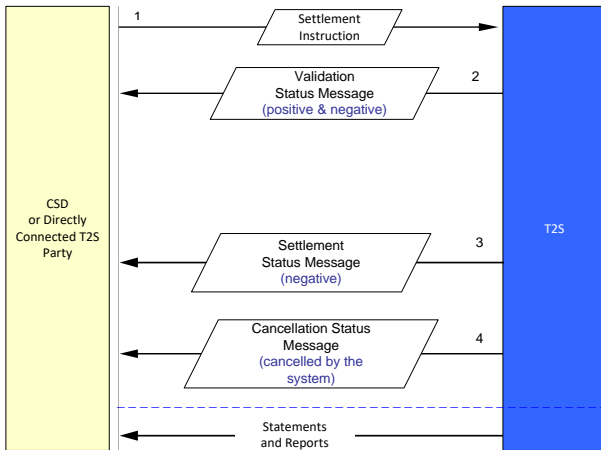 1
Settlement
Instruction
Validation
Status Message
(positive & negative)
2
CSD
or Directly
Connected T2S
Party
T2S
Settlement
Status Message
(negative)
3
Cancellation Status
Message
(cancelled by the
system)
4
Statements
and Reports